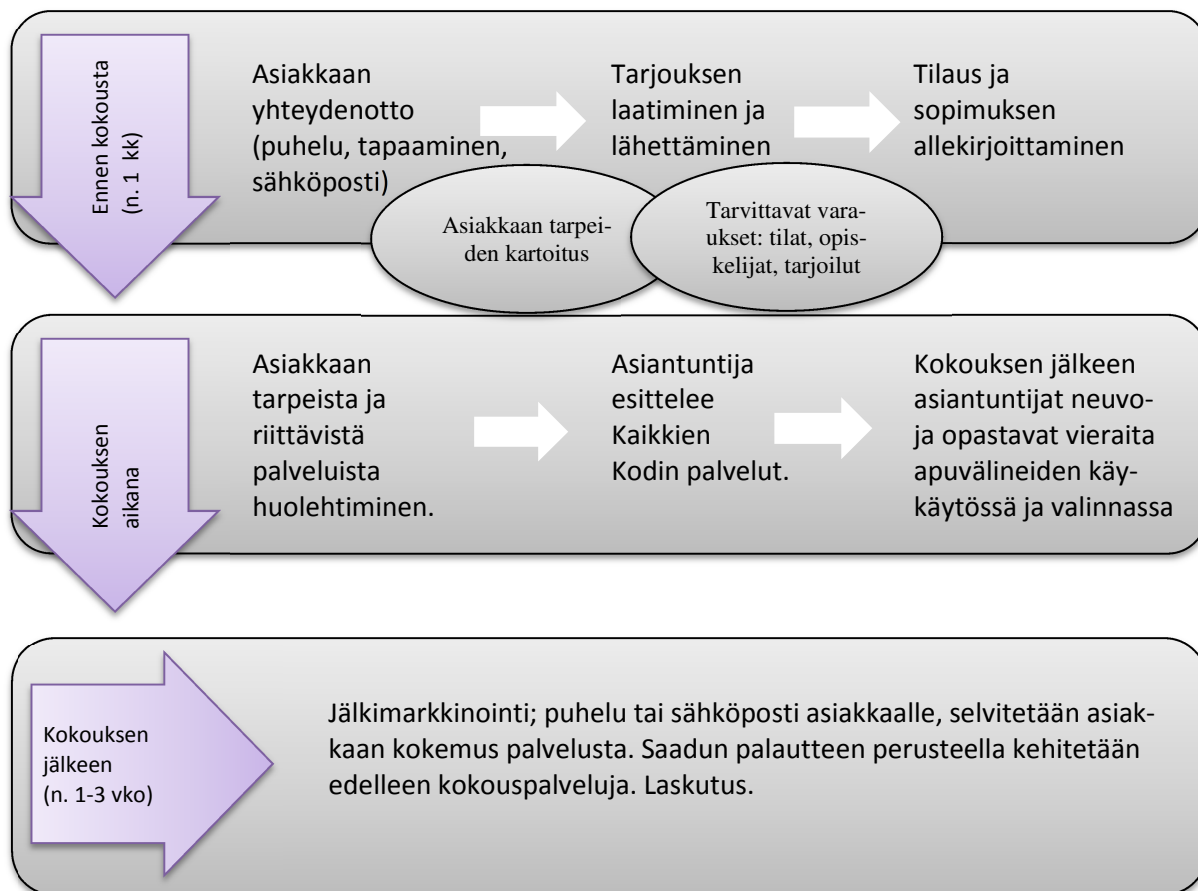 Ennen kokousta
(n. 1 kk)
Asiakkaan
yhteydenotto
(puhelu, tapaaminen,
sähköposti)
Tarjouksen
laatiminen ja
lähettäminen
Tilaus ja
sopimuksen
allekirjoittaminen
Asiakkaan tarpei-
den kartoitus
Tarvittavat vara-
ukset: tilat, opis-
kelijat, tarjoilut
Kokouksen
aikana
Asiakkaan
tarpeista ja
riittävistä
palveluista
huolehtiminen.
Asiantuntija
esittelee
Kaikkien
Kodin palvelut.
Kokouksen jälkeen
asiantuntijat neuvo-
ja opastavat vieraita
apuvälineiden käy-
käytössä ja valinnassa
Kokouksen
jälkeen
(n. 1-3 vko)
Jälkimarkkinointi; puhelu tai sähköposti asiakkaalle, selvitetään asiak-
kaan kokemus palvelusta. Saadun palautteen perusteella kehitetään
edelleen kokouspalveluja. Laskutus.